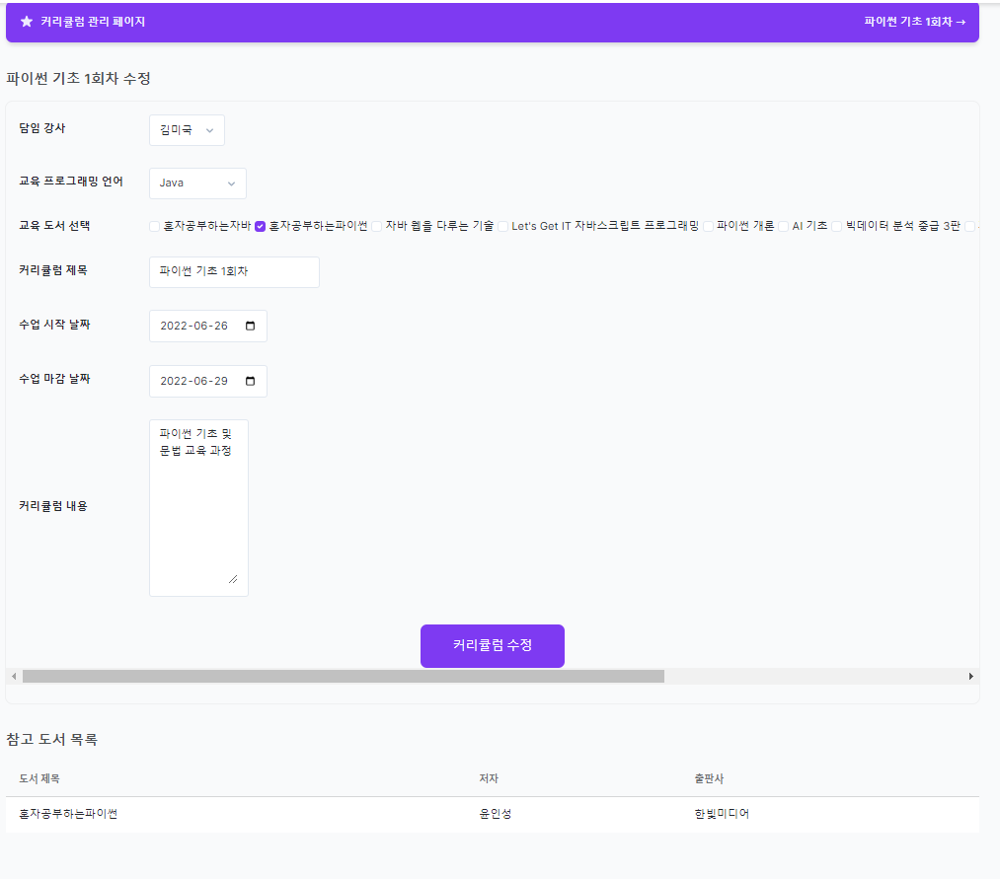 커리큘럼 관리 페이지 파이썬 기초 1회차 →
파이썬 기초 1회차 수정
담임 강사 김미국
교육 프로그래밍 언어 Java
교육 도서 선택 혼자공부하는자바 혼자공부하는파이썬 자바 웹을 다루는 기술 Let's Get IT 자바스크립트 프로그래밍 파이썬 개론 AI 기초 빅데이터 분석 중급 3판
커리큘럼 제목 파이썬 기초 1회차
수업 시작 날짜 2022-06-26
수업 마감 날짜 2022-06-29
파이썬 기초 및
문법 교육 과정
커리큘럼 내용
커리큘럼 수정
참고 도서 목록
도서 제목 저자 출판사
혼자공부하는파이썬 윤인성 한빛미디어